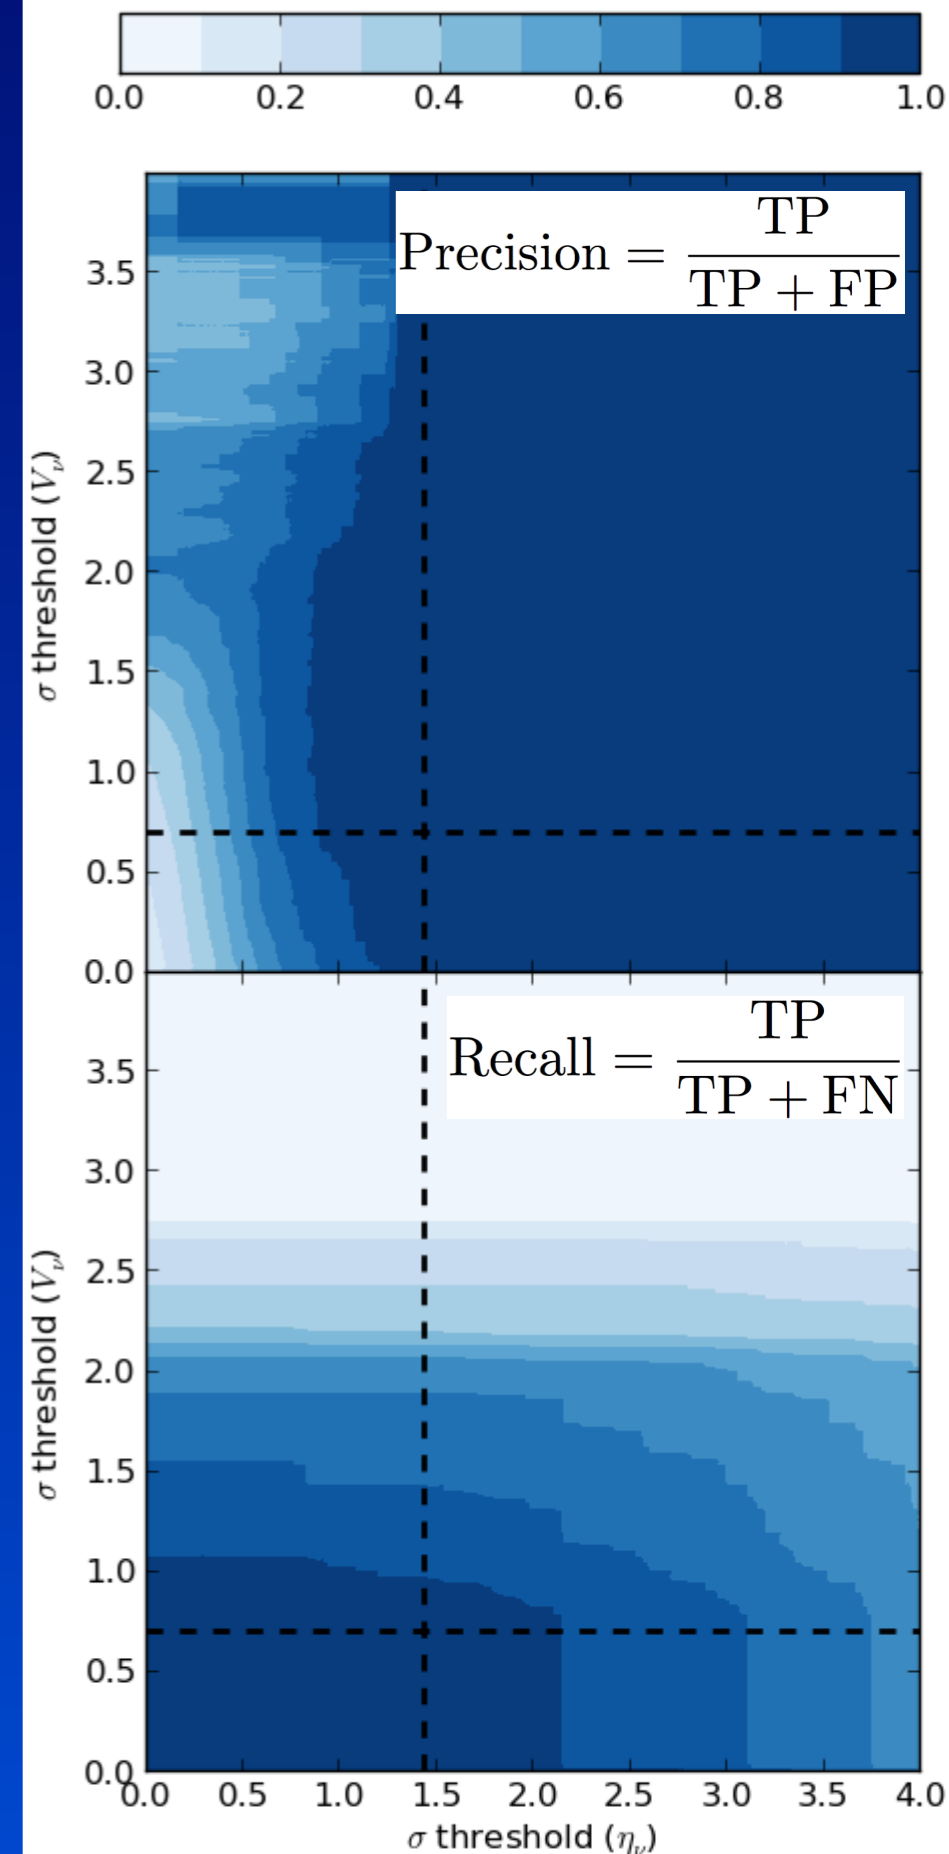 0.0 0.2 0.4 0.6 0.8 1.0
Precision = TP / TP + FP
3.5
3.0
2.5
2.0
1.5
1.0
0.5
0.0
σ threshold (V_ν)
Recall = TP / TP + FN
3.5
3.0
2.5
2.0
1.5
1.0
0.5
0.0
σ threshold (V_ν)
0.0 0.5 1.0 1.5 2.0 2.5 3.0 3.5 4.0
σ threshold (η_ν)